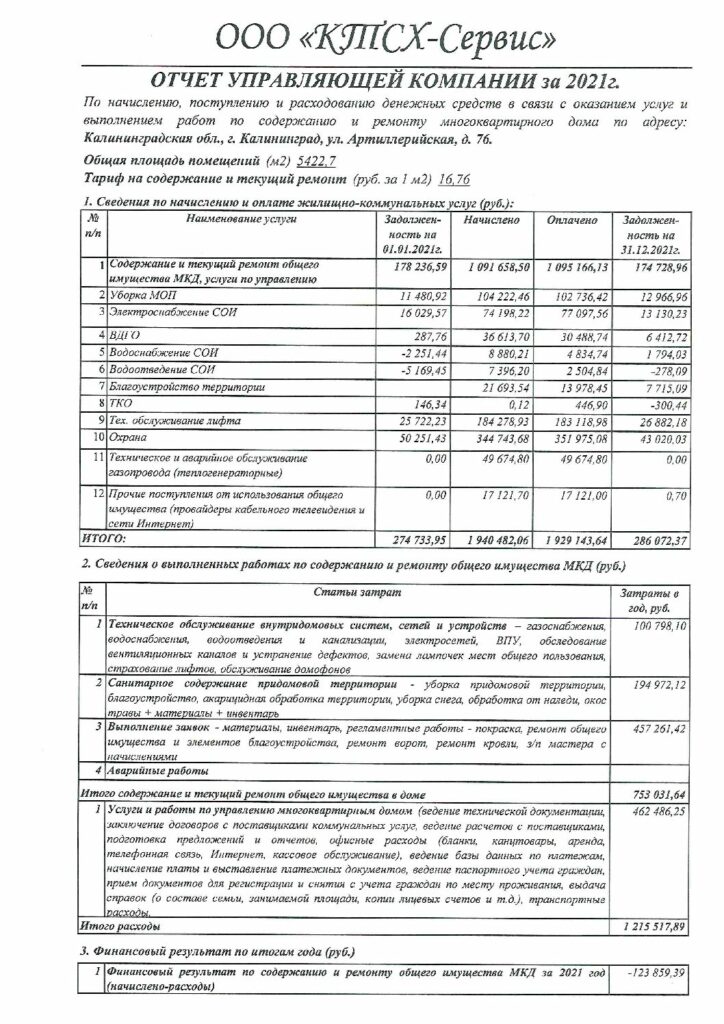 ООО «КТСХ-Сервис»
ОТЧЕТ УПРАВЛЯЮЩЕЙ КОМПАНИИ за 2021г.
По начислению, поступлению и расходованию денежных средств в связи с оказанием услуг и
выполнением работ по содержанию и ремонту многоквартирного дома по адресу:
Калининградская обл., г. Калининград, ул. Артиллерийская, д. 76.
Общая площадь помещений (м2) 5422,7
Тариф на содержание и текущий ремонт (руб. за 1 м2) 16,76
1. Сведения по начислению и оплате жилищно-коммунальных услуг (руб.):
№ Наименование услуги Задолжен- Начислено Оплачено Задолжен-
п/п ность на ность на
01.01.2021г. 31.12.2021г.
1 Содержание и текущий ремонт общего 178 236,59 1 091 658,50 1 095 166,13 174 728,96
имущества МКД, услуги по управлению
2 Уборка МОП 11 480,92 104 222,46 102 736,42 12 966,96
3 Электроснабжение СОИ 16 029,57 74 198,22 77 097,56 13 130,23
4 ВДГО 287,76 36 613,70 30 488,74 6 412,72
5 Водоснабжение СОИ -2 251,44 8 880,21 4 834,74 1 794,03
6 Водоотведение СОИ -5 169,45 7 396,20 2 504,84 -278,09
7 Благоустройство территории 21 693,54 13 978,45 7 715,09
8 ТКО 146,34 0,12 446,90 -300,44
9 Тех. обслуживание лифта 25 722,23 184 278,93 183 118,98 26 882,18
10 Охрана 50 251,43 344 743,68 351 975,08 43 020,03
11 Техническое и аварийное обслуживание 0,00 49 674,80 49 674,80 0,00
газопровода (теплогенераторные)
12 Прочие поступления от использования общего 0,00 17 121,70 17 121,00 0,70
имущества (провайдеры кабельного телевидения и
сети Интернет)
ИТОГО: 274 733,95 1 940 482,06 1 929 143,64 286 072,37
2. Сведения о выполненных работах по содержанию и ремонту общего имущества МКД (руб.)
№ Статьи затрат Затраты в
п/п год, руб.
1 Техническое обслуживание внутридомовых систем, сетей и устройств – газоснабжения, 100 798,10
водоснабжения, водоотведения и канализации, электросетей, ВПУ, обследование
вентиляционных каналов и устранение дефектов, замена лампочек мест общего пользования,
страхование лифтов, обслуживание домофонов
2 Санитарное содержание придомовой территории - уборка придомовой территории, 194 972,12
благоустройство, акарицидная обработка территории, уборка снега, обработка от наледи, окос
травы + материалы + инвентарь
3 Выполнение заявок - материалы, инвентарь, регламентные работы - покраска, ремонт общего 457 261,42
имущества и элементов благоустройства, ремонт ворот, ремонт кровли, з/п мастера с
начислениями
4 Аварийные работы
Итого содержание и текущий ремонт общего имущества в доме 753 031,64
1 Услуги и работы по управлению многоквартирным домом (ведение технической документации, 462 486,25
заключение договоров с поставщиками коммунальных услуг, ведение расчетов с поставщиками,
подготовка предложений и отчетов, офисные расходы (бланки, канцтовары, аренда,
телефонная связь, Интернет, кассовое обслуживание), ведение базы данных по платежам,
начисление платы и выставление платежных документов, ведение паспортного учета граждан,
прием документов для регистрации и снятия с учета граждан по месту проживания, выдача
справок (о составе семьи, занимаемой площади, копии лицевых счетов и т.д.), транспортные
расходы.
Итого расходы 1 215 517,89
3. Финансовый результат по итогам года (руб.)
1 Финансовый результат по содержанию и ремонту общего имущества МКД за 2021 год -123 859,39
(начислено-расходы)